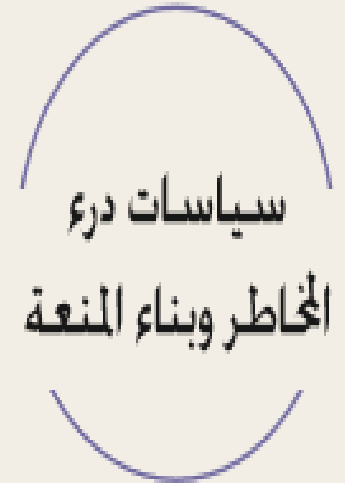 سياسات درء
المخاطر وبناء المنعة